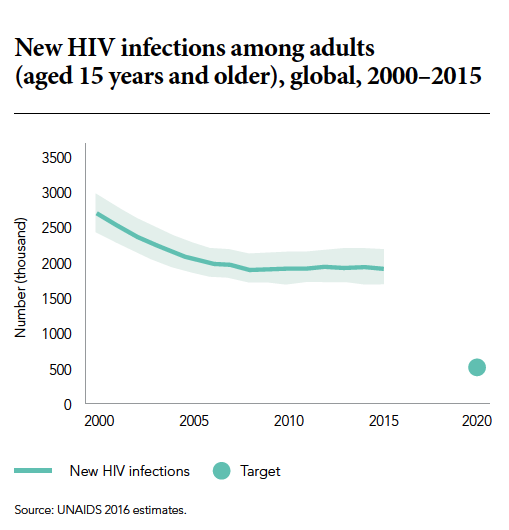 New HIV infections among adults
(aged 15 years and older), global, 2000–2015
Number (thousand)
3500
3000
2500
2000
1500
1000
500
0
2000 2005 2010 2015 2020
New HIV infections Target
Source: UNAIDS 2016 estimates.